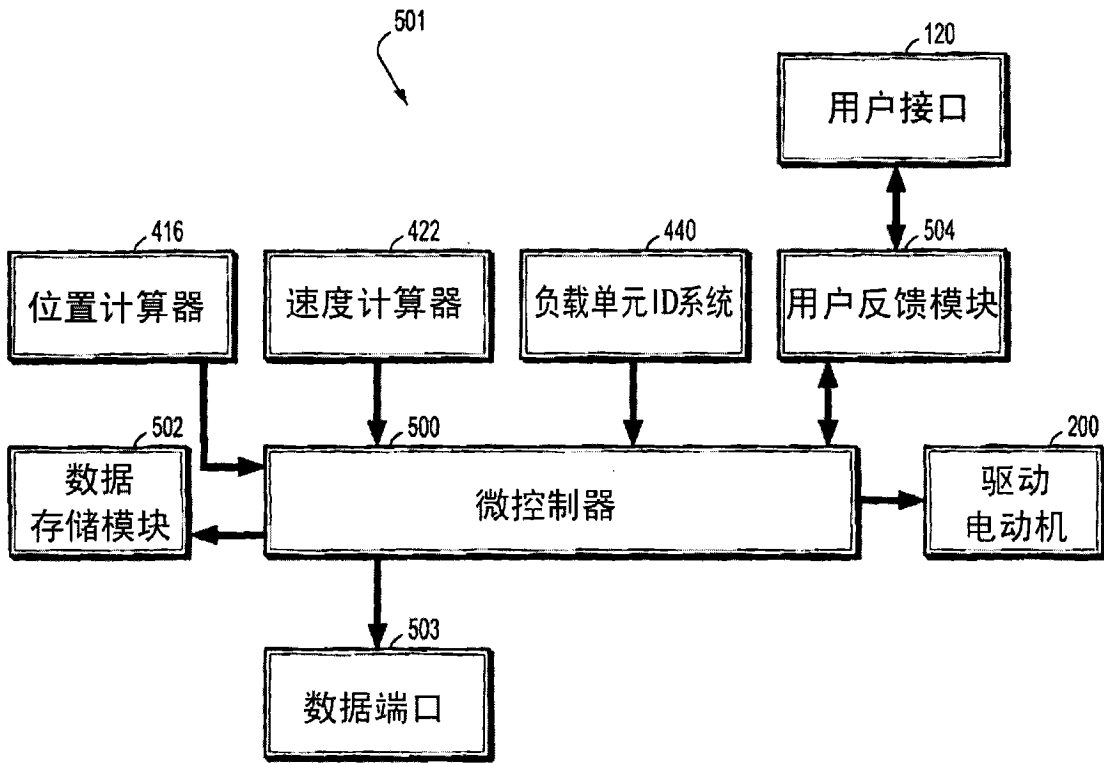 501
120
用户接口
416
位置计算器
422
速度计算器
440
负载单元ID系统
504
用户反馈模块
502
数据
存储模块
500
微控制器
200
驱动
电动机
503
数据端口